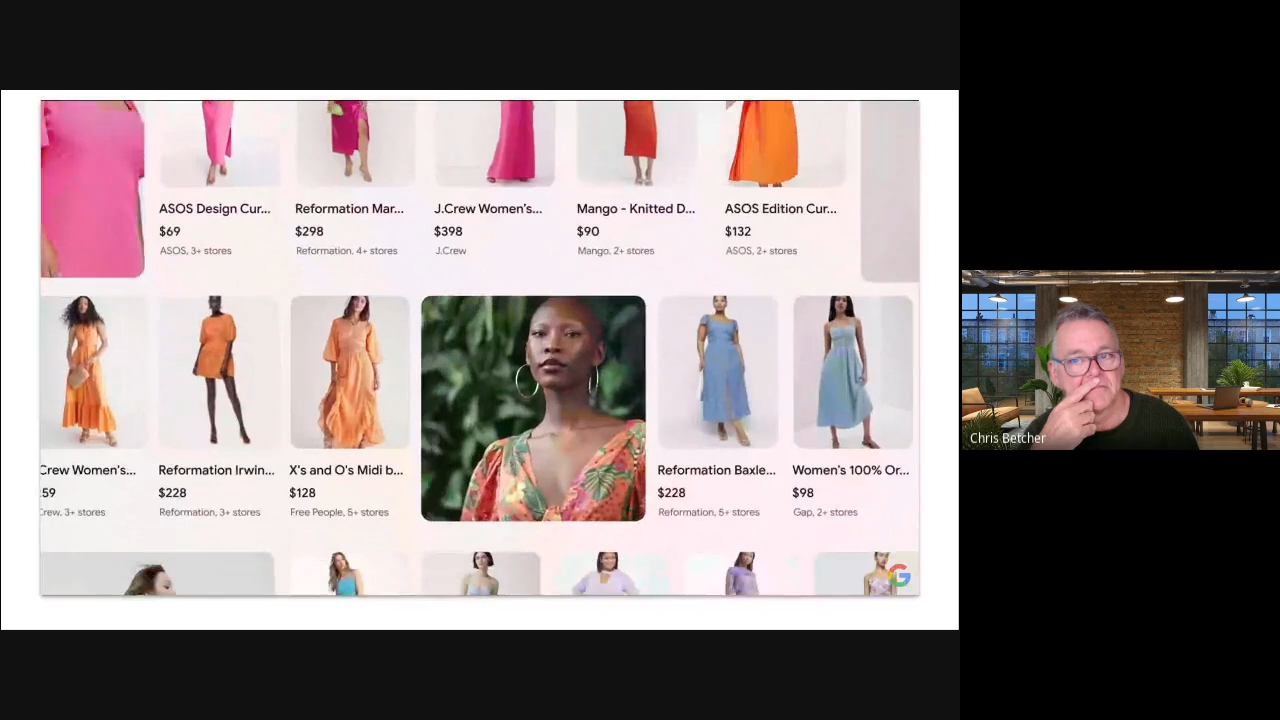 ASOS Design Cur...
$69
ASOS, 3+ stores
Reformation Mar...
$298
Reformation, 4+ stores
J.Crew Women's...
$398
J.Crew
Mango - Knitted D...
$90
Mango, 2+ stores
ASOS Edition Cur...
$132
ASOS, 2+ stores
Crew Women's...
59
Crew, 3+ stores
Reformation Irwin...
$228
Reformation, 3+ stores
X's and O's Midi b...
$128
Free People, 5+ stores
Reformation Baxle...
$228
Reformation, 5+ stores
Women's 100% Or...
$98
Gap, 2+ stores
G
Chris Betcher